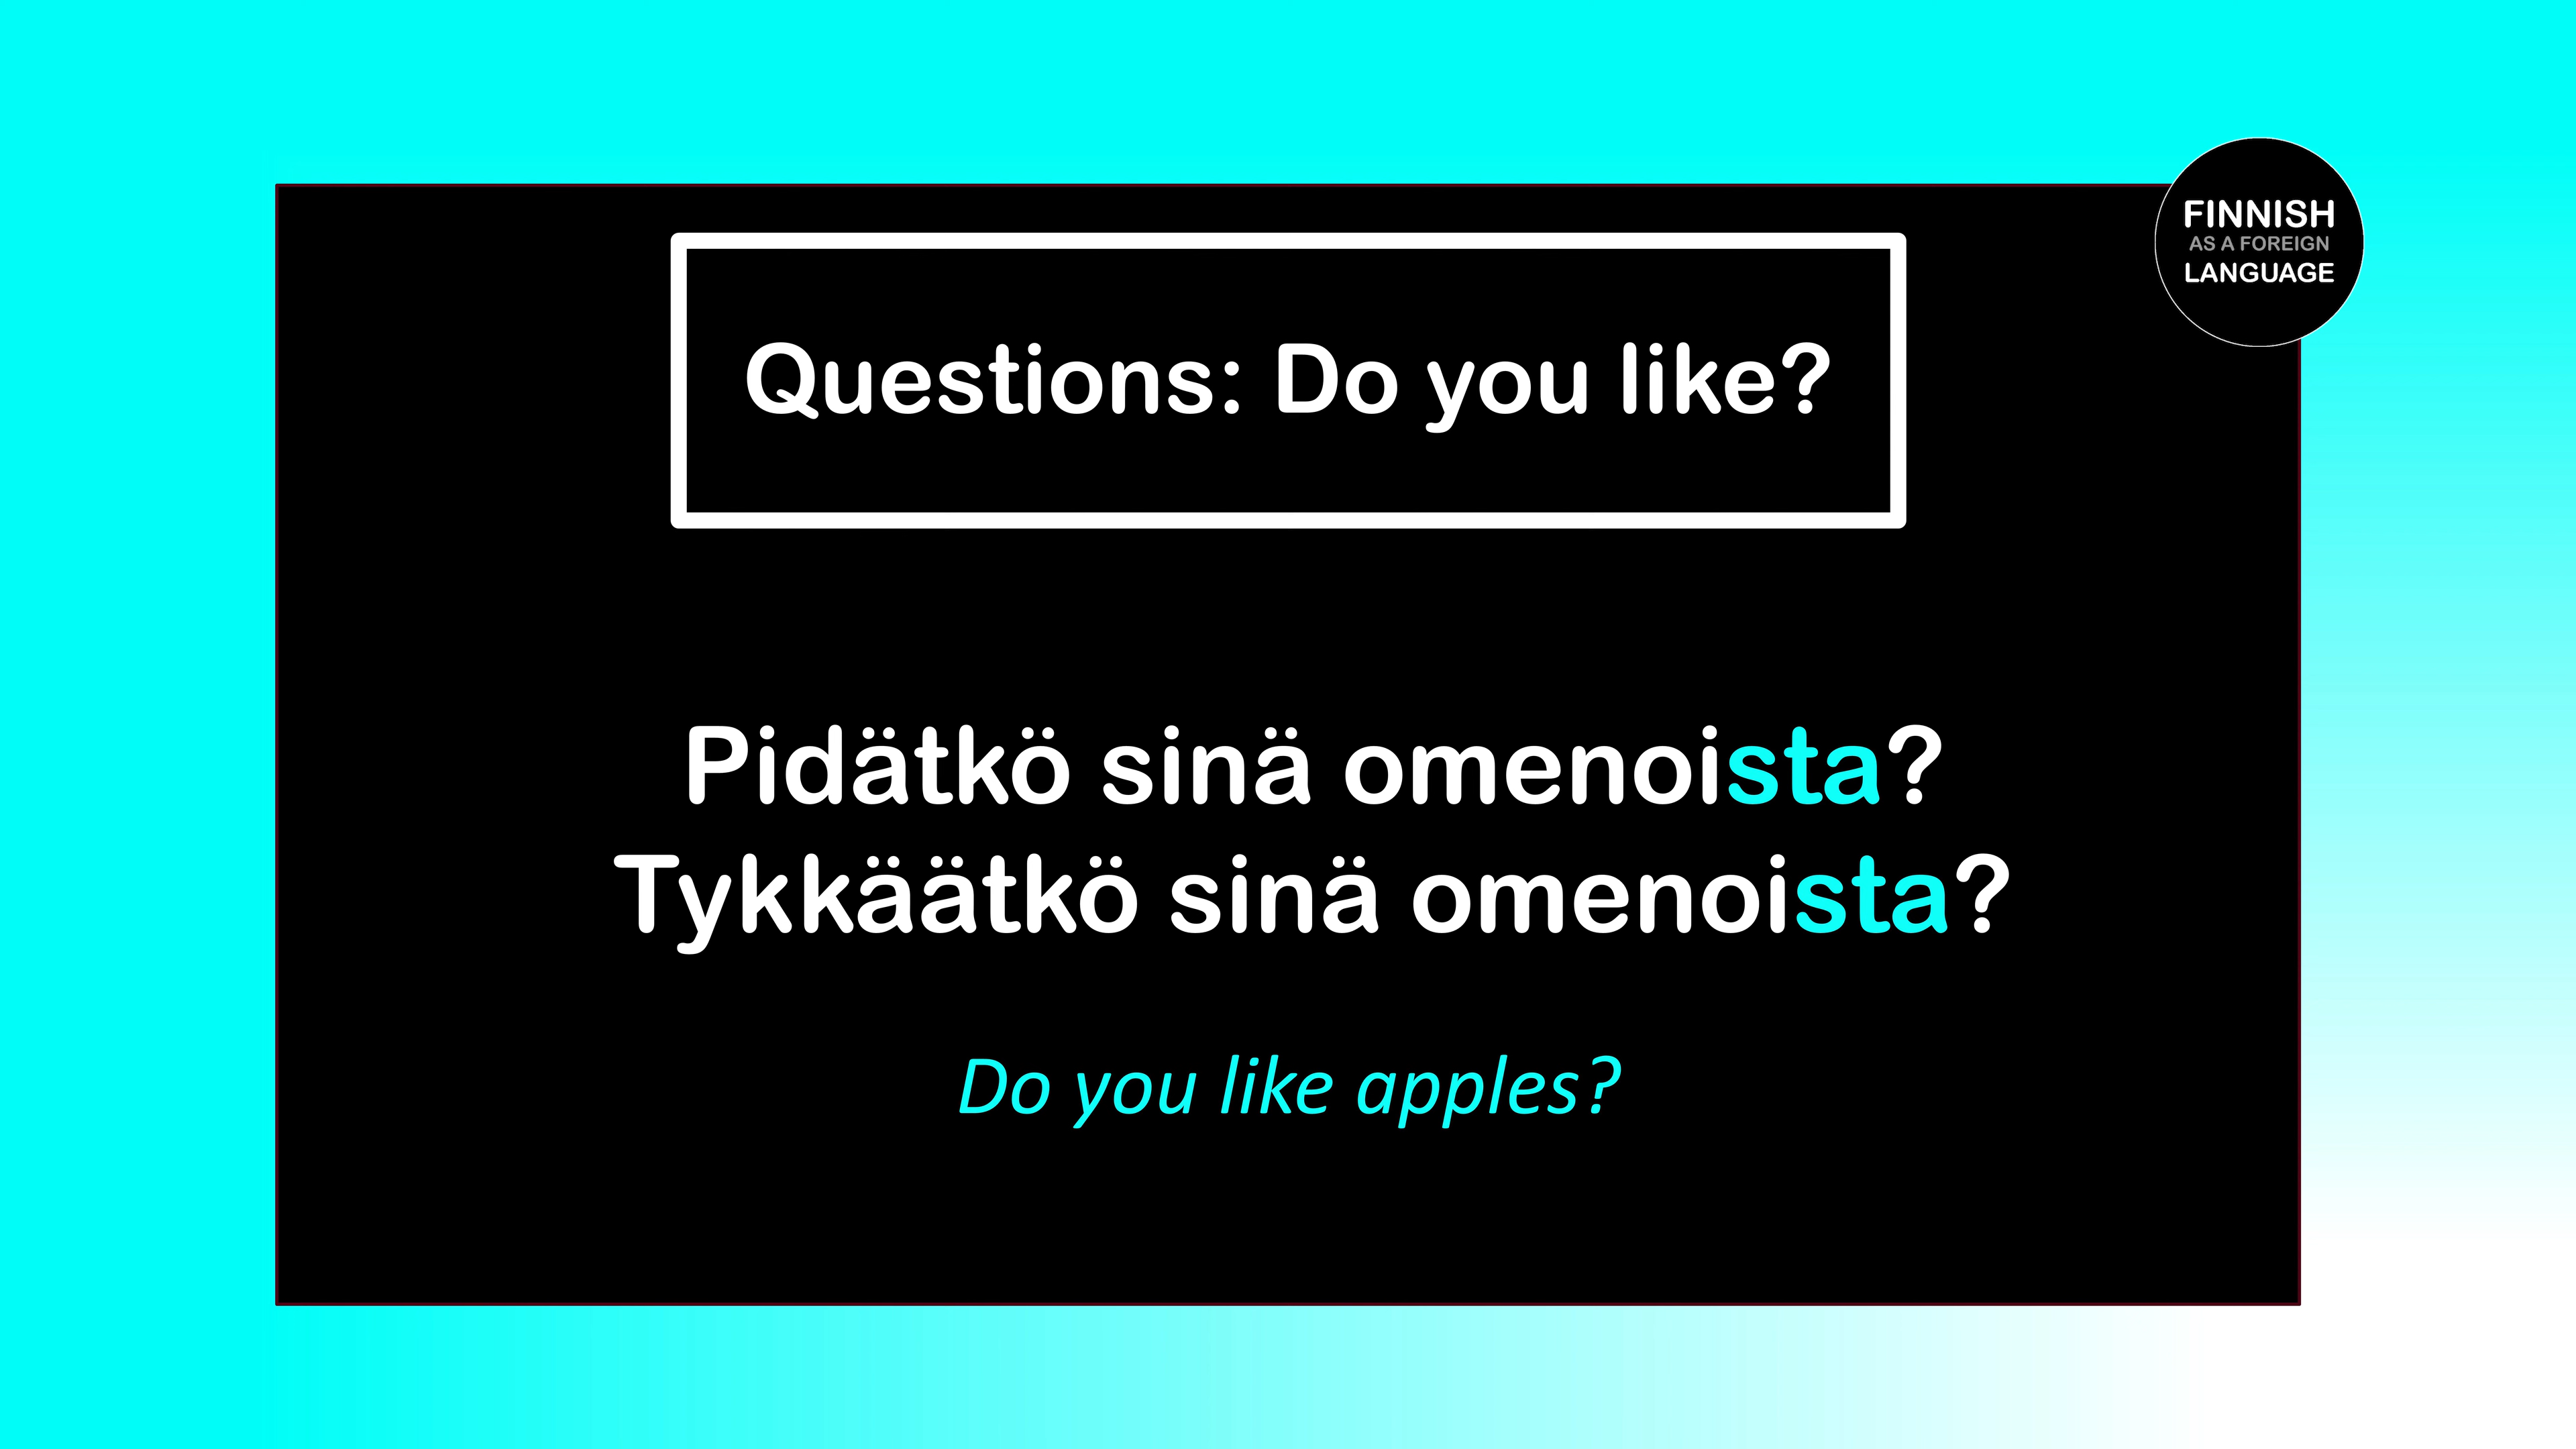 FINNISH
AS A FOREIGN
LANGUAGE
Questions: Do you like?
Pidätkö sinä omenoista?
Tykkäätkö sinä omenoista?
Do you like apples?